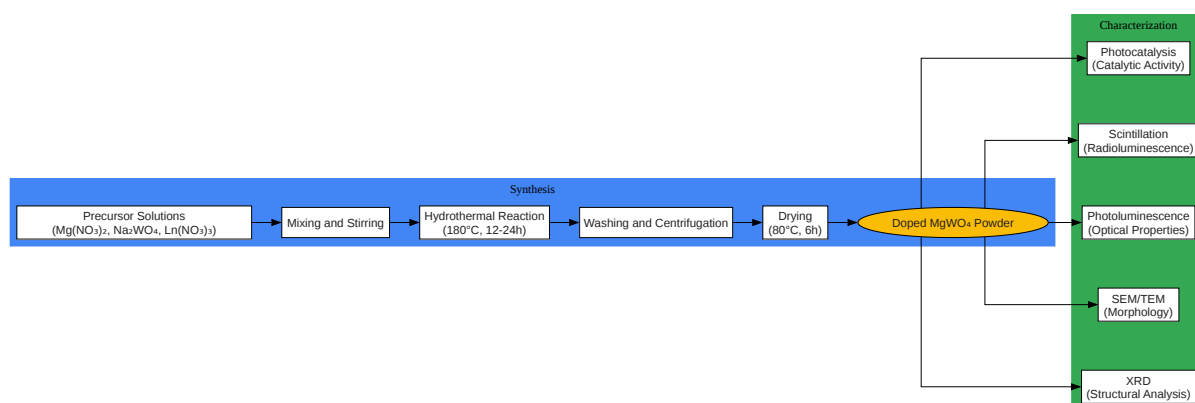 Characterization
Photocatalysis
(Catalytic Activity)
Scintillation
(Radioluminescence)
Synthesis
Precursor Solutions
(Mg(NO₃)₂, Na₂WO₄, Ln(NO₃)₃)
Mixing and Stirring
Hydrothermal Reaction
(180°C, 12-24h)
Washing and Centrifugation
Drying
(80°C, 6h)
Doped MgWO₄ Powder
Photoluminescence
(Optical Properties)
SEM/TEM
(Morphology)
XRD
(Structural Analysis)